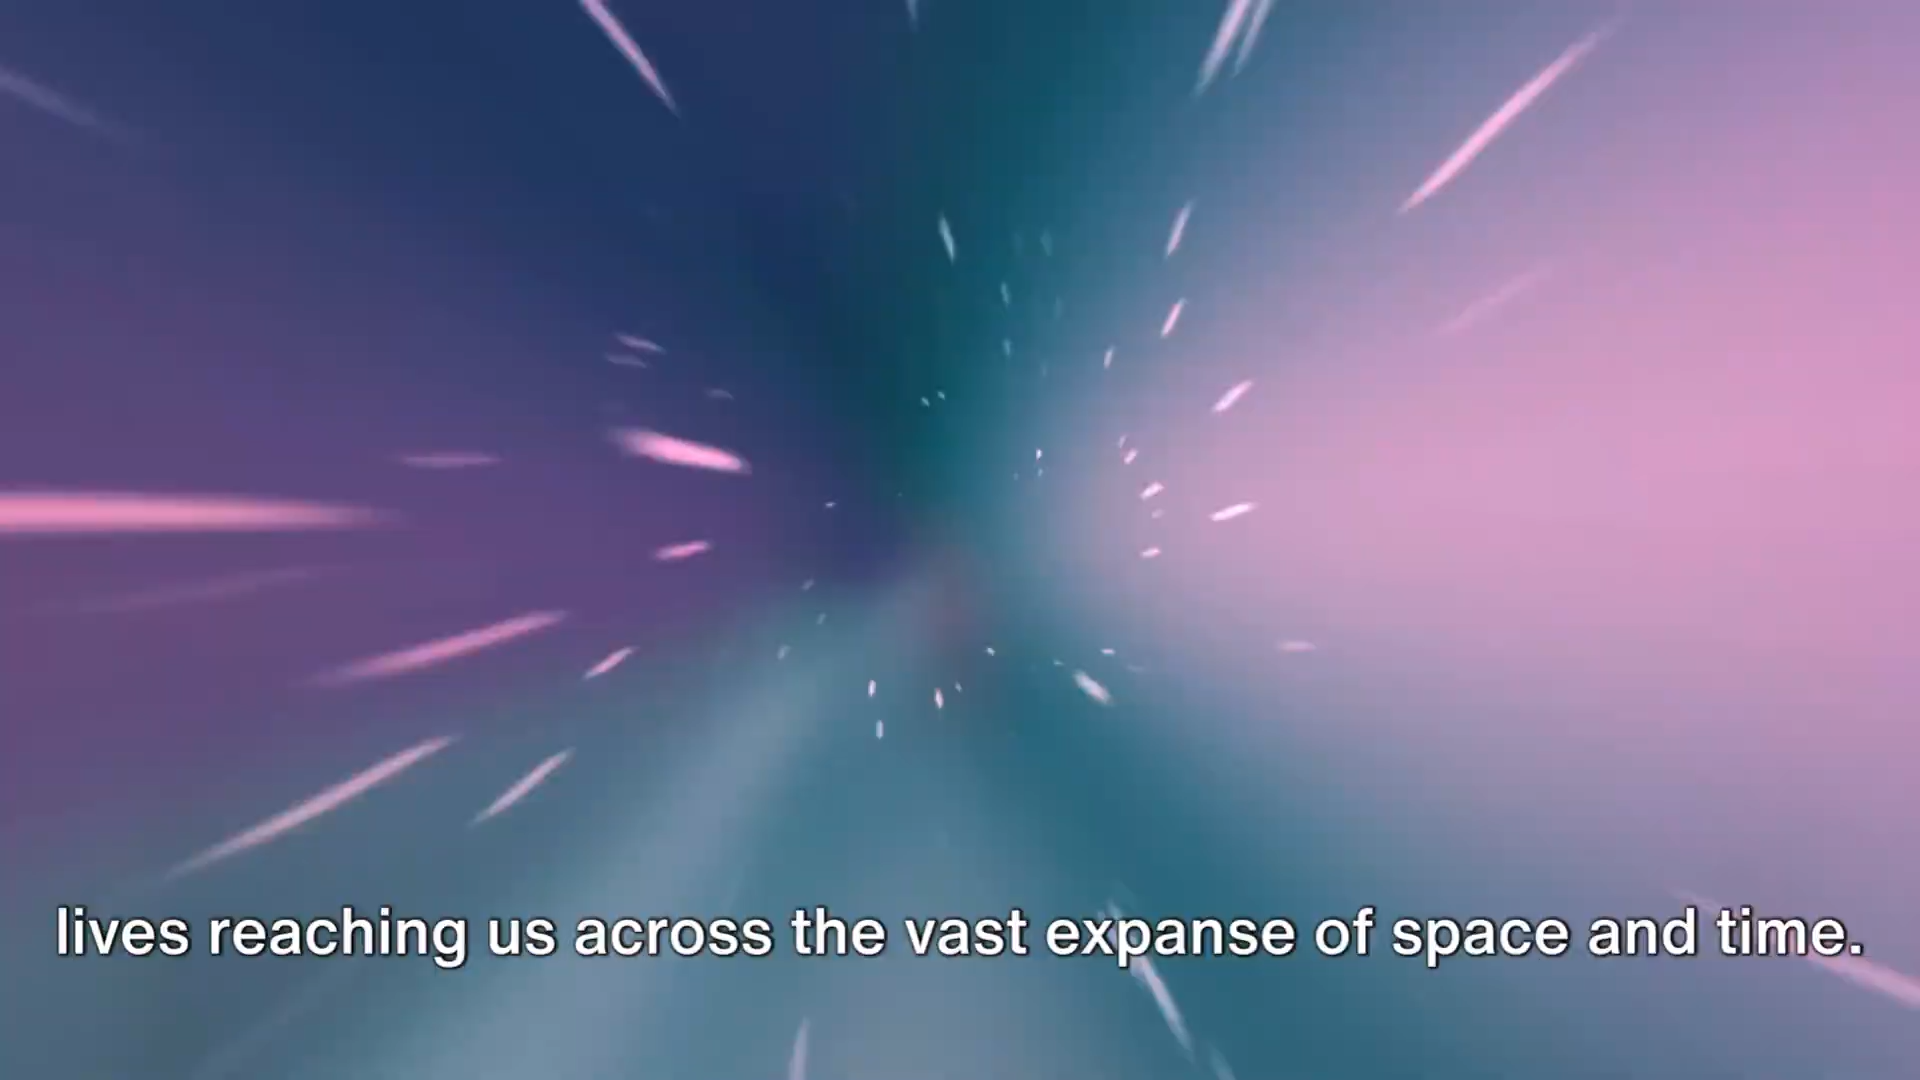 lives reaching us across the vast expanse of space and time.